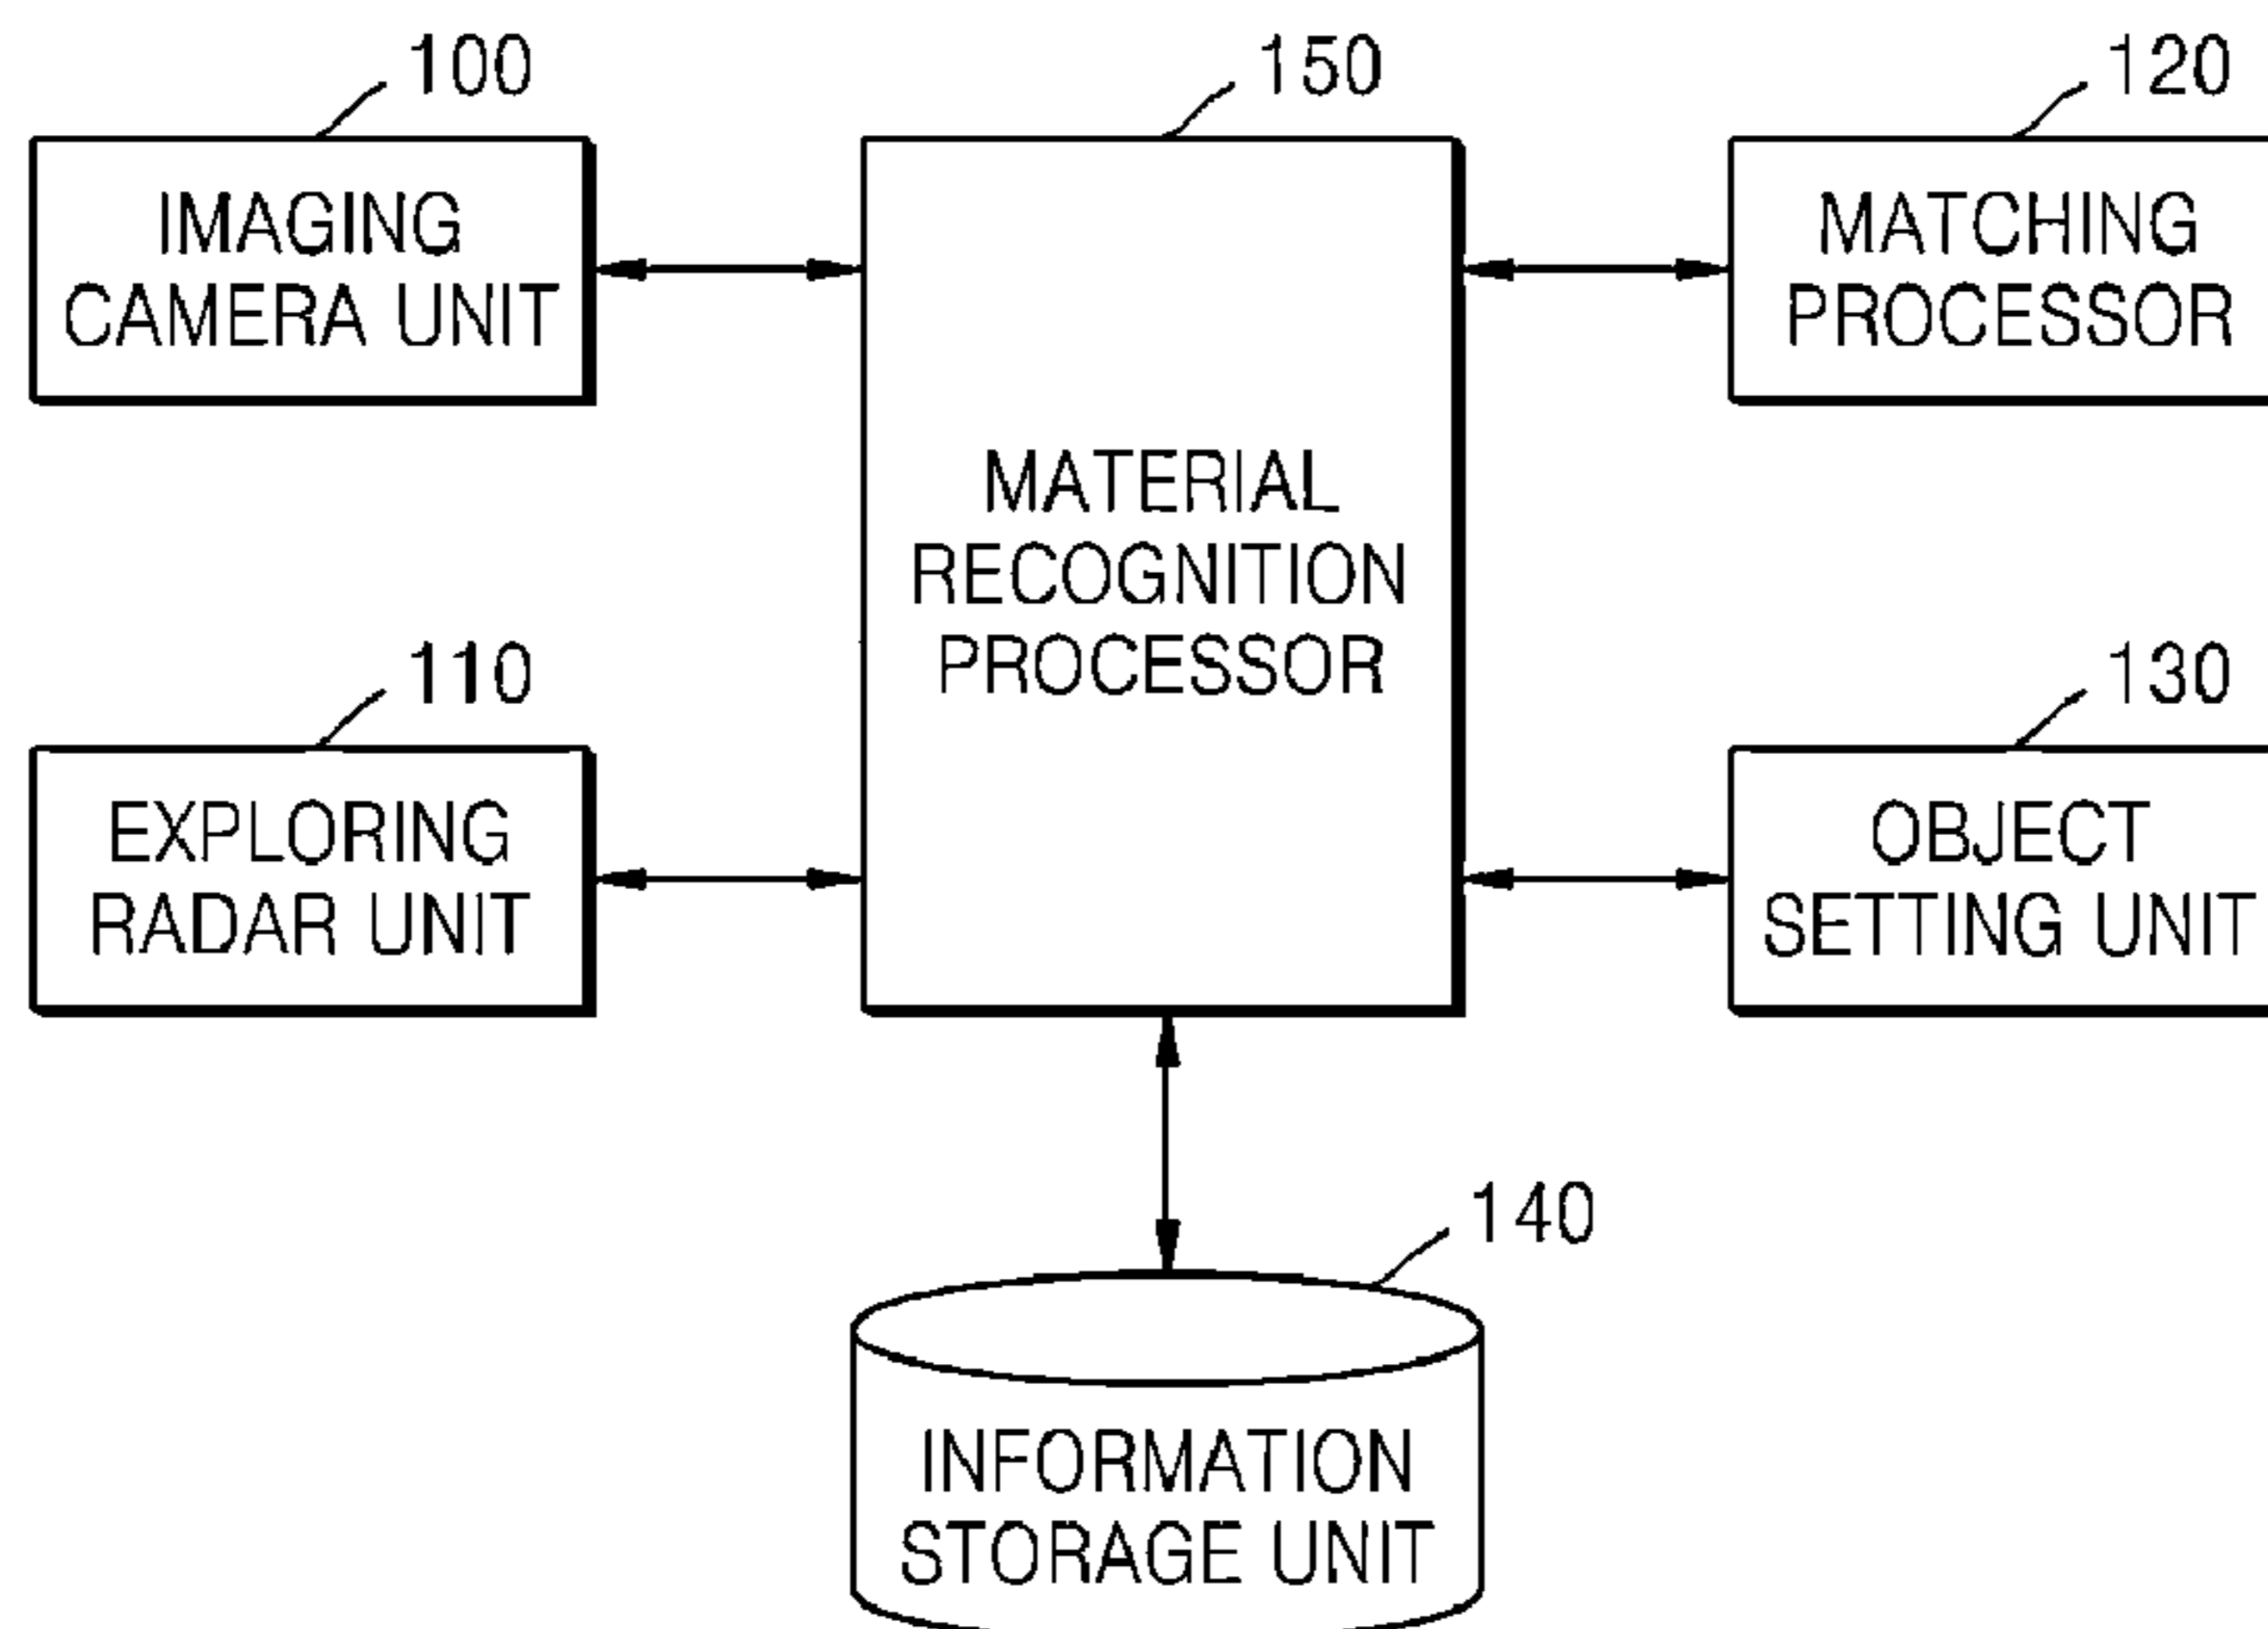 100
150
120
IMAGING
CAMERA UNIT
MATCHING
PROCESSOR
MATERIAL
RECOGNITION
PROCESSOR
110
130
EXPLORING
RADAR UNIT
OBJECT
SETTING UNIT
140
INFORMATION
STORAGE UNIT